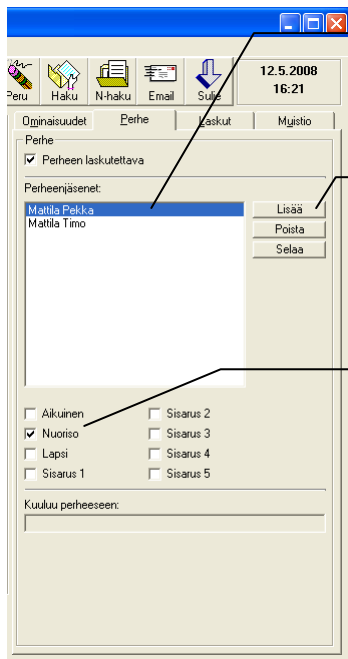 12.5.2008
16:21
Peru Haku N-haku Email Sulje
Ominaisuudet Perhe Laskut Muistio
Perhe
Perheen laskutettava
Perheenjäsenet:
Mattila Pekka
Mattila Timo
Lisää
Poista
Selaa
Aikuinen Sisarus 2
Nuoriso Sisarus 3
Lapsi Sisarus 4
Sisarus 1 Sisarus 5
Kuuluu perheeseen: